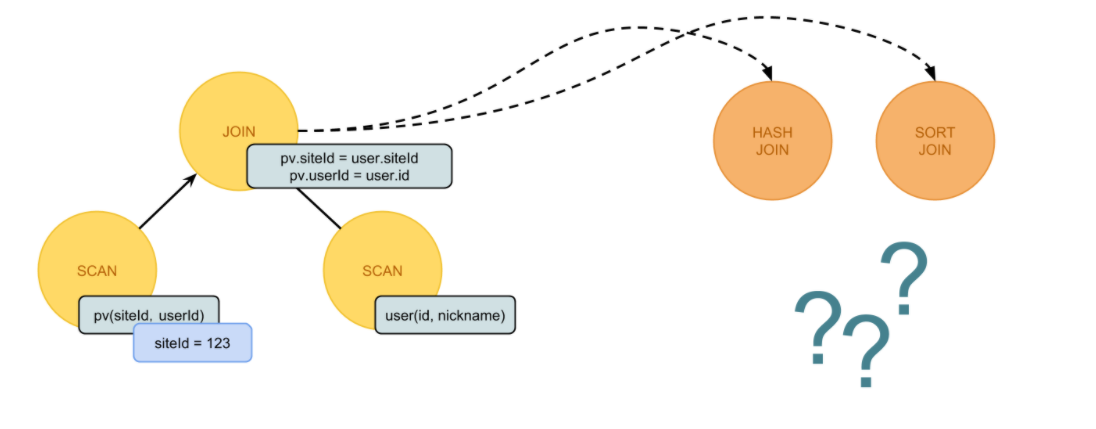 JOIN
pv.siteId = user.siteId
pv.userId = user.id
SCAN
pv(siteId, userId)
siteId = 123
SCAN
user(id, nickname)
HASH
JOIN
SORT
JOIN
?
?
?